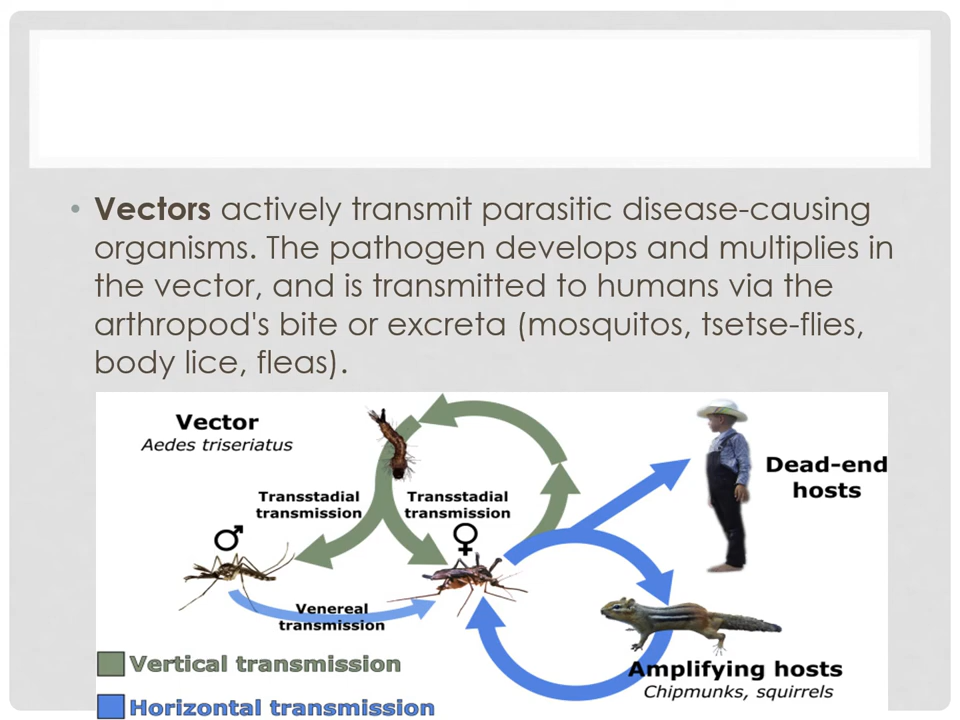 • Vectors actively transmit parasitic disease-causing
organisms. The pathogen develops and multiplies in
the vector, and is transmitted to humans via the
arthropod's bite or excreta (mosquitos, tsetse-flies,
body lice, fleas).
Vector
Aedes triseriatus
Dead-end
hosts
Transstadial
transmission
Transstadial
transmission
♂
♀
Venereal
transmission
Amplifying hosts
Chipmunks, squirrels
Vertical transmission
Horizontal transmission